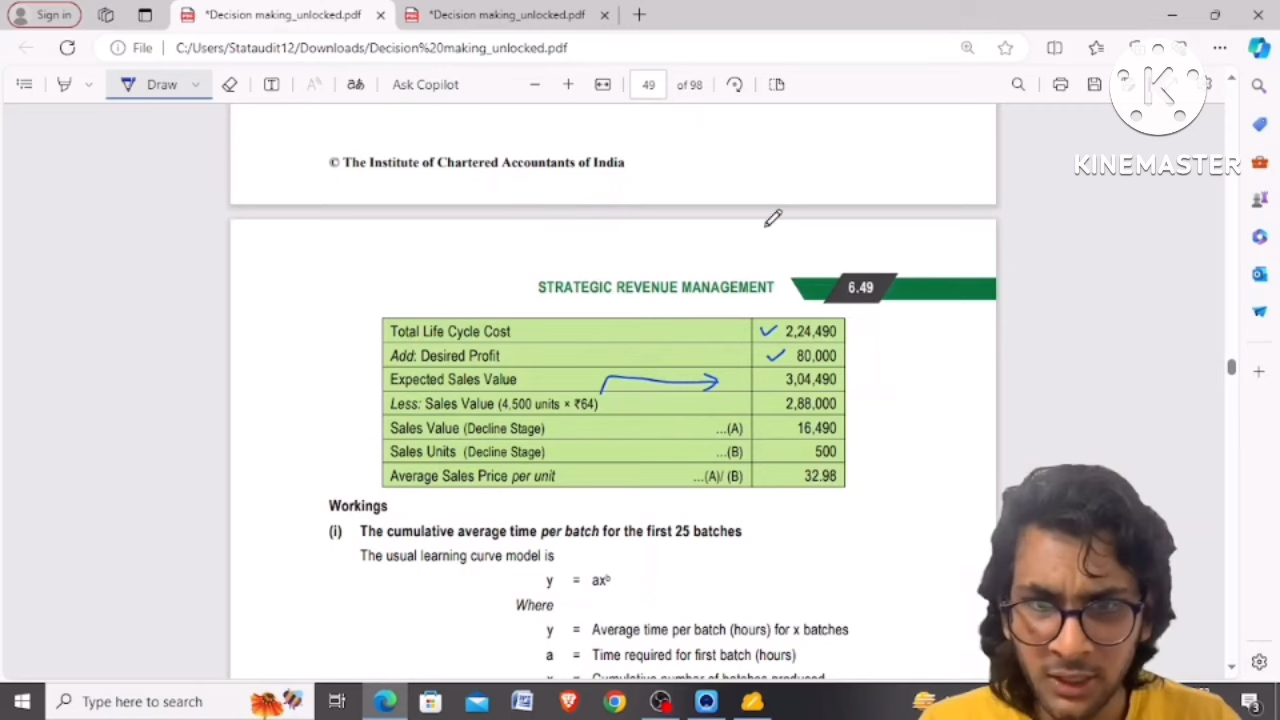 Sign in
*Decision making_unlocked.pdf
*Decision making_unlocked.pdf
File
C:/Users/Stataudit12/Downloads/Decision%20making_unlocked.pdf
Draw
Ask Copilot
49 of 98
K
KINEMASTER
© The Institute of Chartered Accountants of India
STRATEGIC REVENUE MANAGEMENT 6.49
Total Life Cycle Cost 2,24,490
Add: Desired Profit 80,000
Expected Sales Value 3,04,490
Less: Sales Value (4,500 units × ₹64) 2,88,000
Sales Value (Decline Stage) ...(A) 16,490
Sales Units (Decline Stage) ...(B) 500
Average Sales Price per unit ...(A)/ (B) 32.98
Workings
(i) The cumulative average time per batch for the first 25 batches
The usual learning curve model is
y = axᵇ
Where
y = Average time per batch (hours) for x batches
a = Time required for first batch (hours)
x = Cumulative number of batches produced
Type here to search